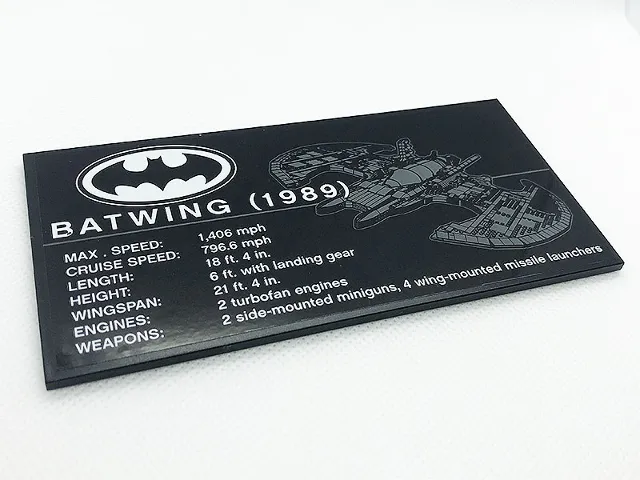 BATWING (1989)
MAX . SPEED: 1,406 mph
CRUISE SPEED: 796.6 mph
LENGTH: 18 ft. 4 in.
HEIGHT: 6 ft. with landing gear
WINGSPAN: 21 ft. 4 in.
ENGINES: 2 turbofan engines
WEAPONS: 2 side-mounted miniguns, 4 wing-mounted missile launchers